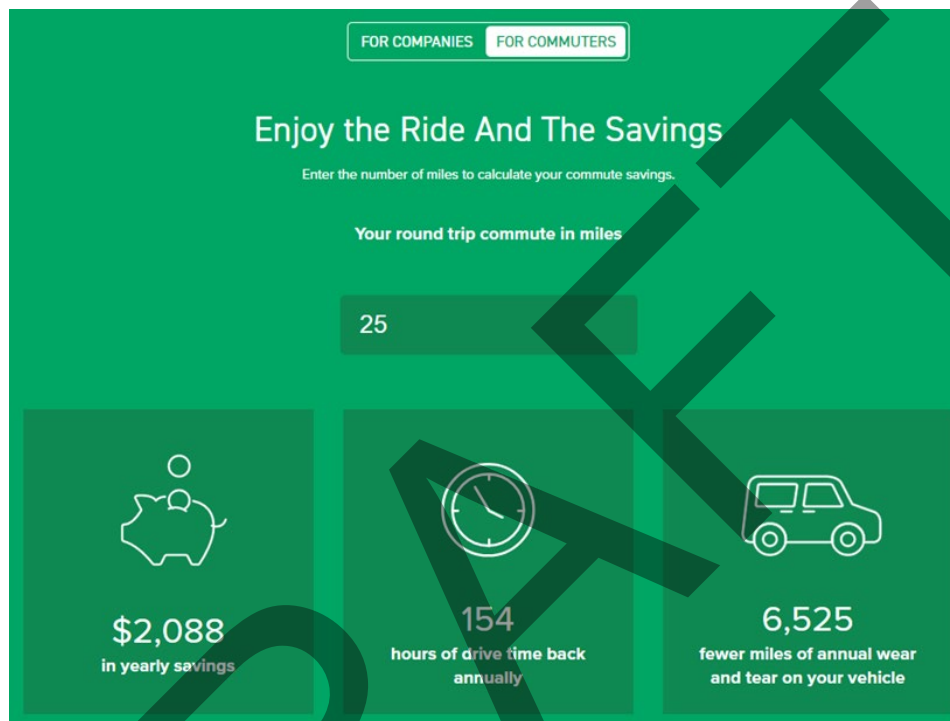 FOR COMPANIES FOR COMMUTERS
Enjoy the Ride And The Savings
Enter the number of miles to calculate your commute savings.
Your round trip commute in miles
25
$2,088
in yearly savings
154
hours of drive time back
annually
6,525
fewer miles of annual wear
and tear on your vehicle
DRAFT